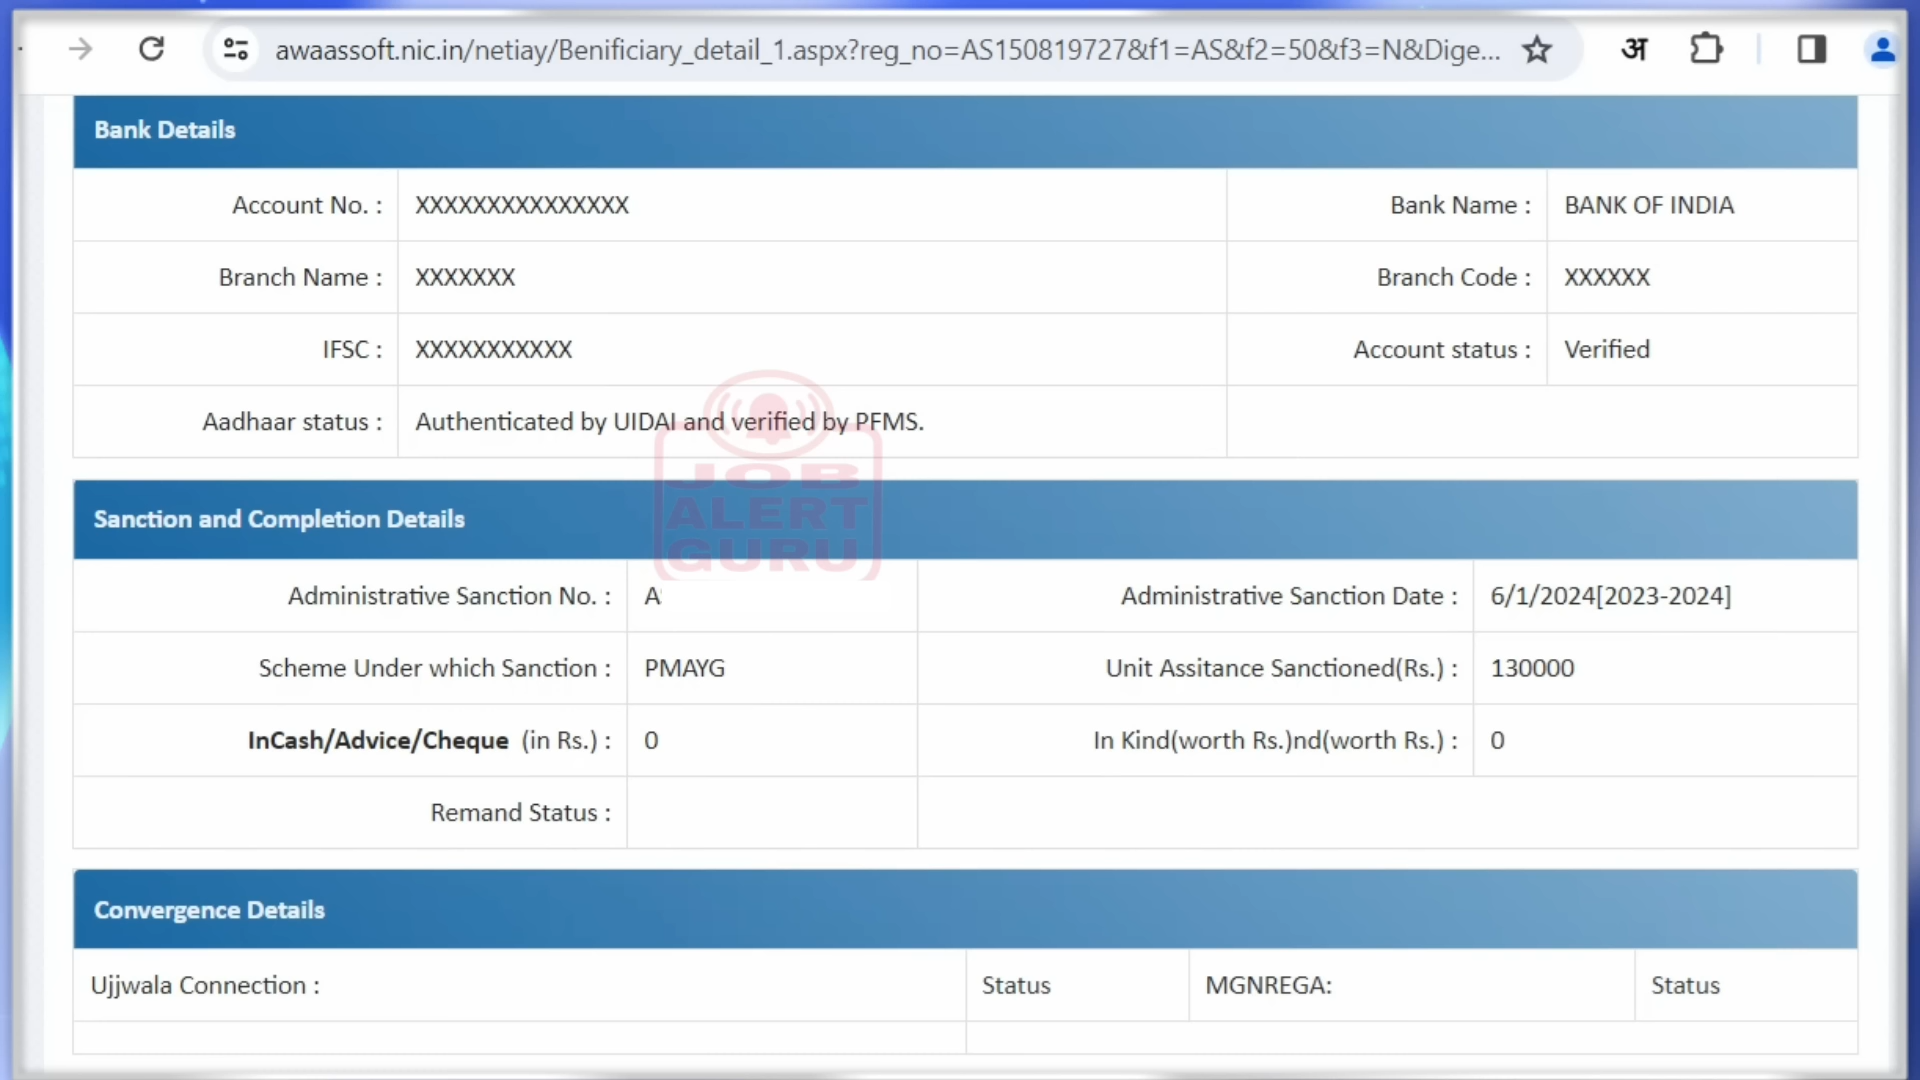 awaassoft.nic.in/netiay/Benificiary_detail_1.aspx?reg_no=AS150819727&f1=AS&f2=50&f3=N&Dige... अ
Bank Details
Account No. : XXXXXXXXXXXXXXX Bank Name : BANK OF INDIA
Branch Name : XXXXXXX Branch Code : XXXXXX
IFSC : XXXXXXXXXXX Account status : Verified
Aadhaar status : Authenticated by UIDAI and verified by PFMS.
JOB
ALERT
GURU
Sanction and Completion Details
Administrative Sanction No. : A Administrative Sanction Date : 6/1/2024[2023-2024]
Scheme Under which Sanction : PMAYG Unit Assitance Sanctioned(Rs.) : 130000
InCash/Advice/Cheque (in Rs.) : 0 In Kind(worth Rs.)nd(worth Rs.) : 0
Remand Status :
Convergence Details
Ujjwala Connection : Status MGNREGA: Status